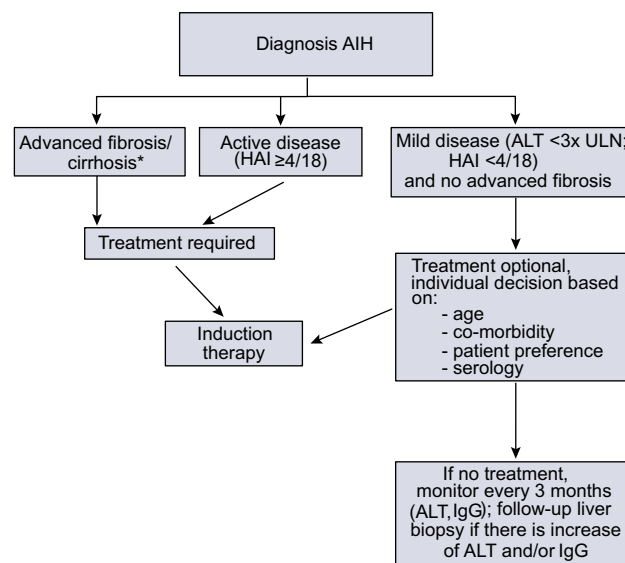 Diagnosis AIH
Advanced fibrosis/
cirrhosis*
Active disease
(HAI ≥4/18)
Mild disease (ALT <3x ULN;
HAI <4/18)
and no advanced fibrosis
Treatment required
Treatment optional,
individual decision based
on:
- age
- co-morbidity
- patient preference
- serology
Induction
therapy
If no treatment,
monitor every 3 months
(ALT,IgG); follow-up liver
biopsy if there is increase
of ALT and/or IgG